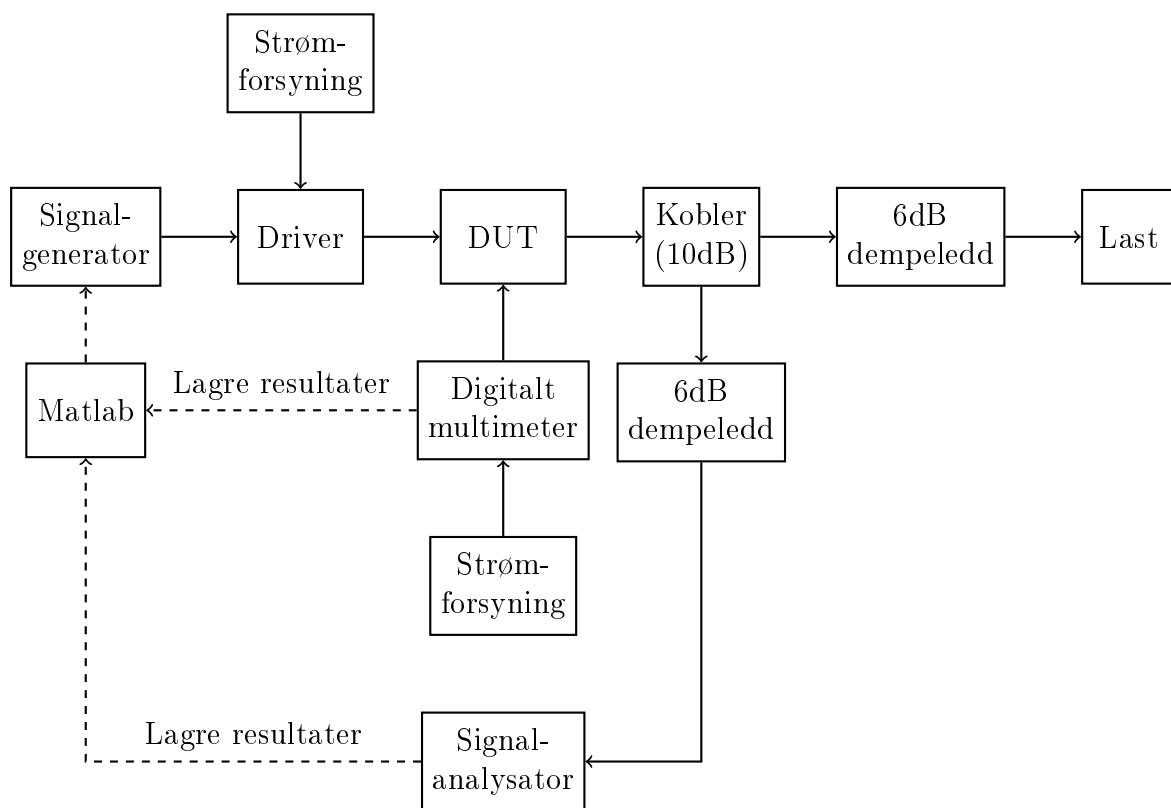 Strøm-
forsyning
Signal-
generator
Driver
DUT
Kobler
(10dB)
6dB
dempeledd
Last
Matlab
Lagre resultater
Digitalt
multimeter
6dB
dempeledd
Strøm-
forsyning
Lagre resultater
Signal-
analysator